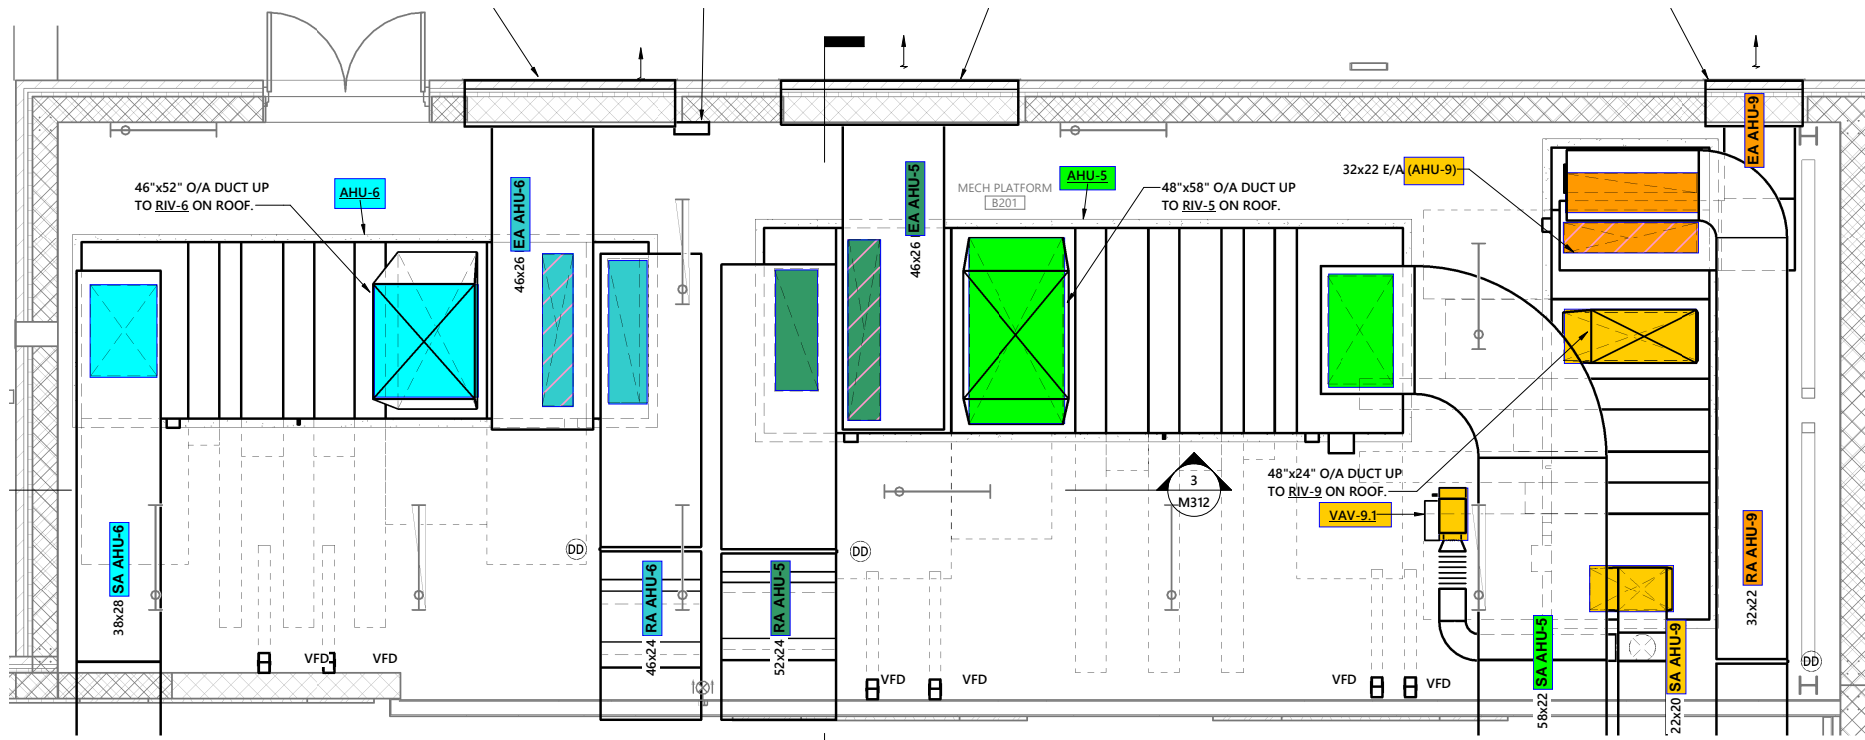 46"x52" O/A DUCT UP
TO RIV-6 ON ROOF.
AHU-6
46x26 EA AHU-6
46x26 EA AHU-5
MECH PLATFORM
B201
AHU-5
48"x58" O/A DUCT UP
TO RIV-5 ON ROOF.
32x22 E/A (AHU-9)
EA AHU-9
48"x24" O/A DUCT UP
TO RIV-9 ON ROOF.
VAV-9.1
3
M312
38x28 SA AHU-6
DD
46x24 RA AHU-6
52x24 RA AHU-5
DD
58x22 SA AHU-5
22x20 SA AHU-9
32x22 RA AHU-9
DD
VFD
VFD
VFD
VFD
VFD
VFD